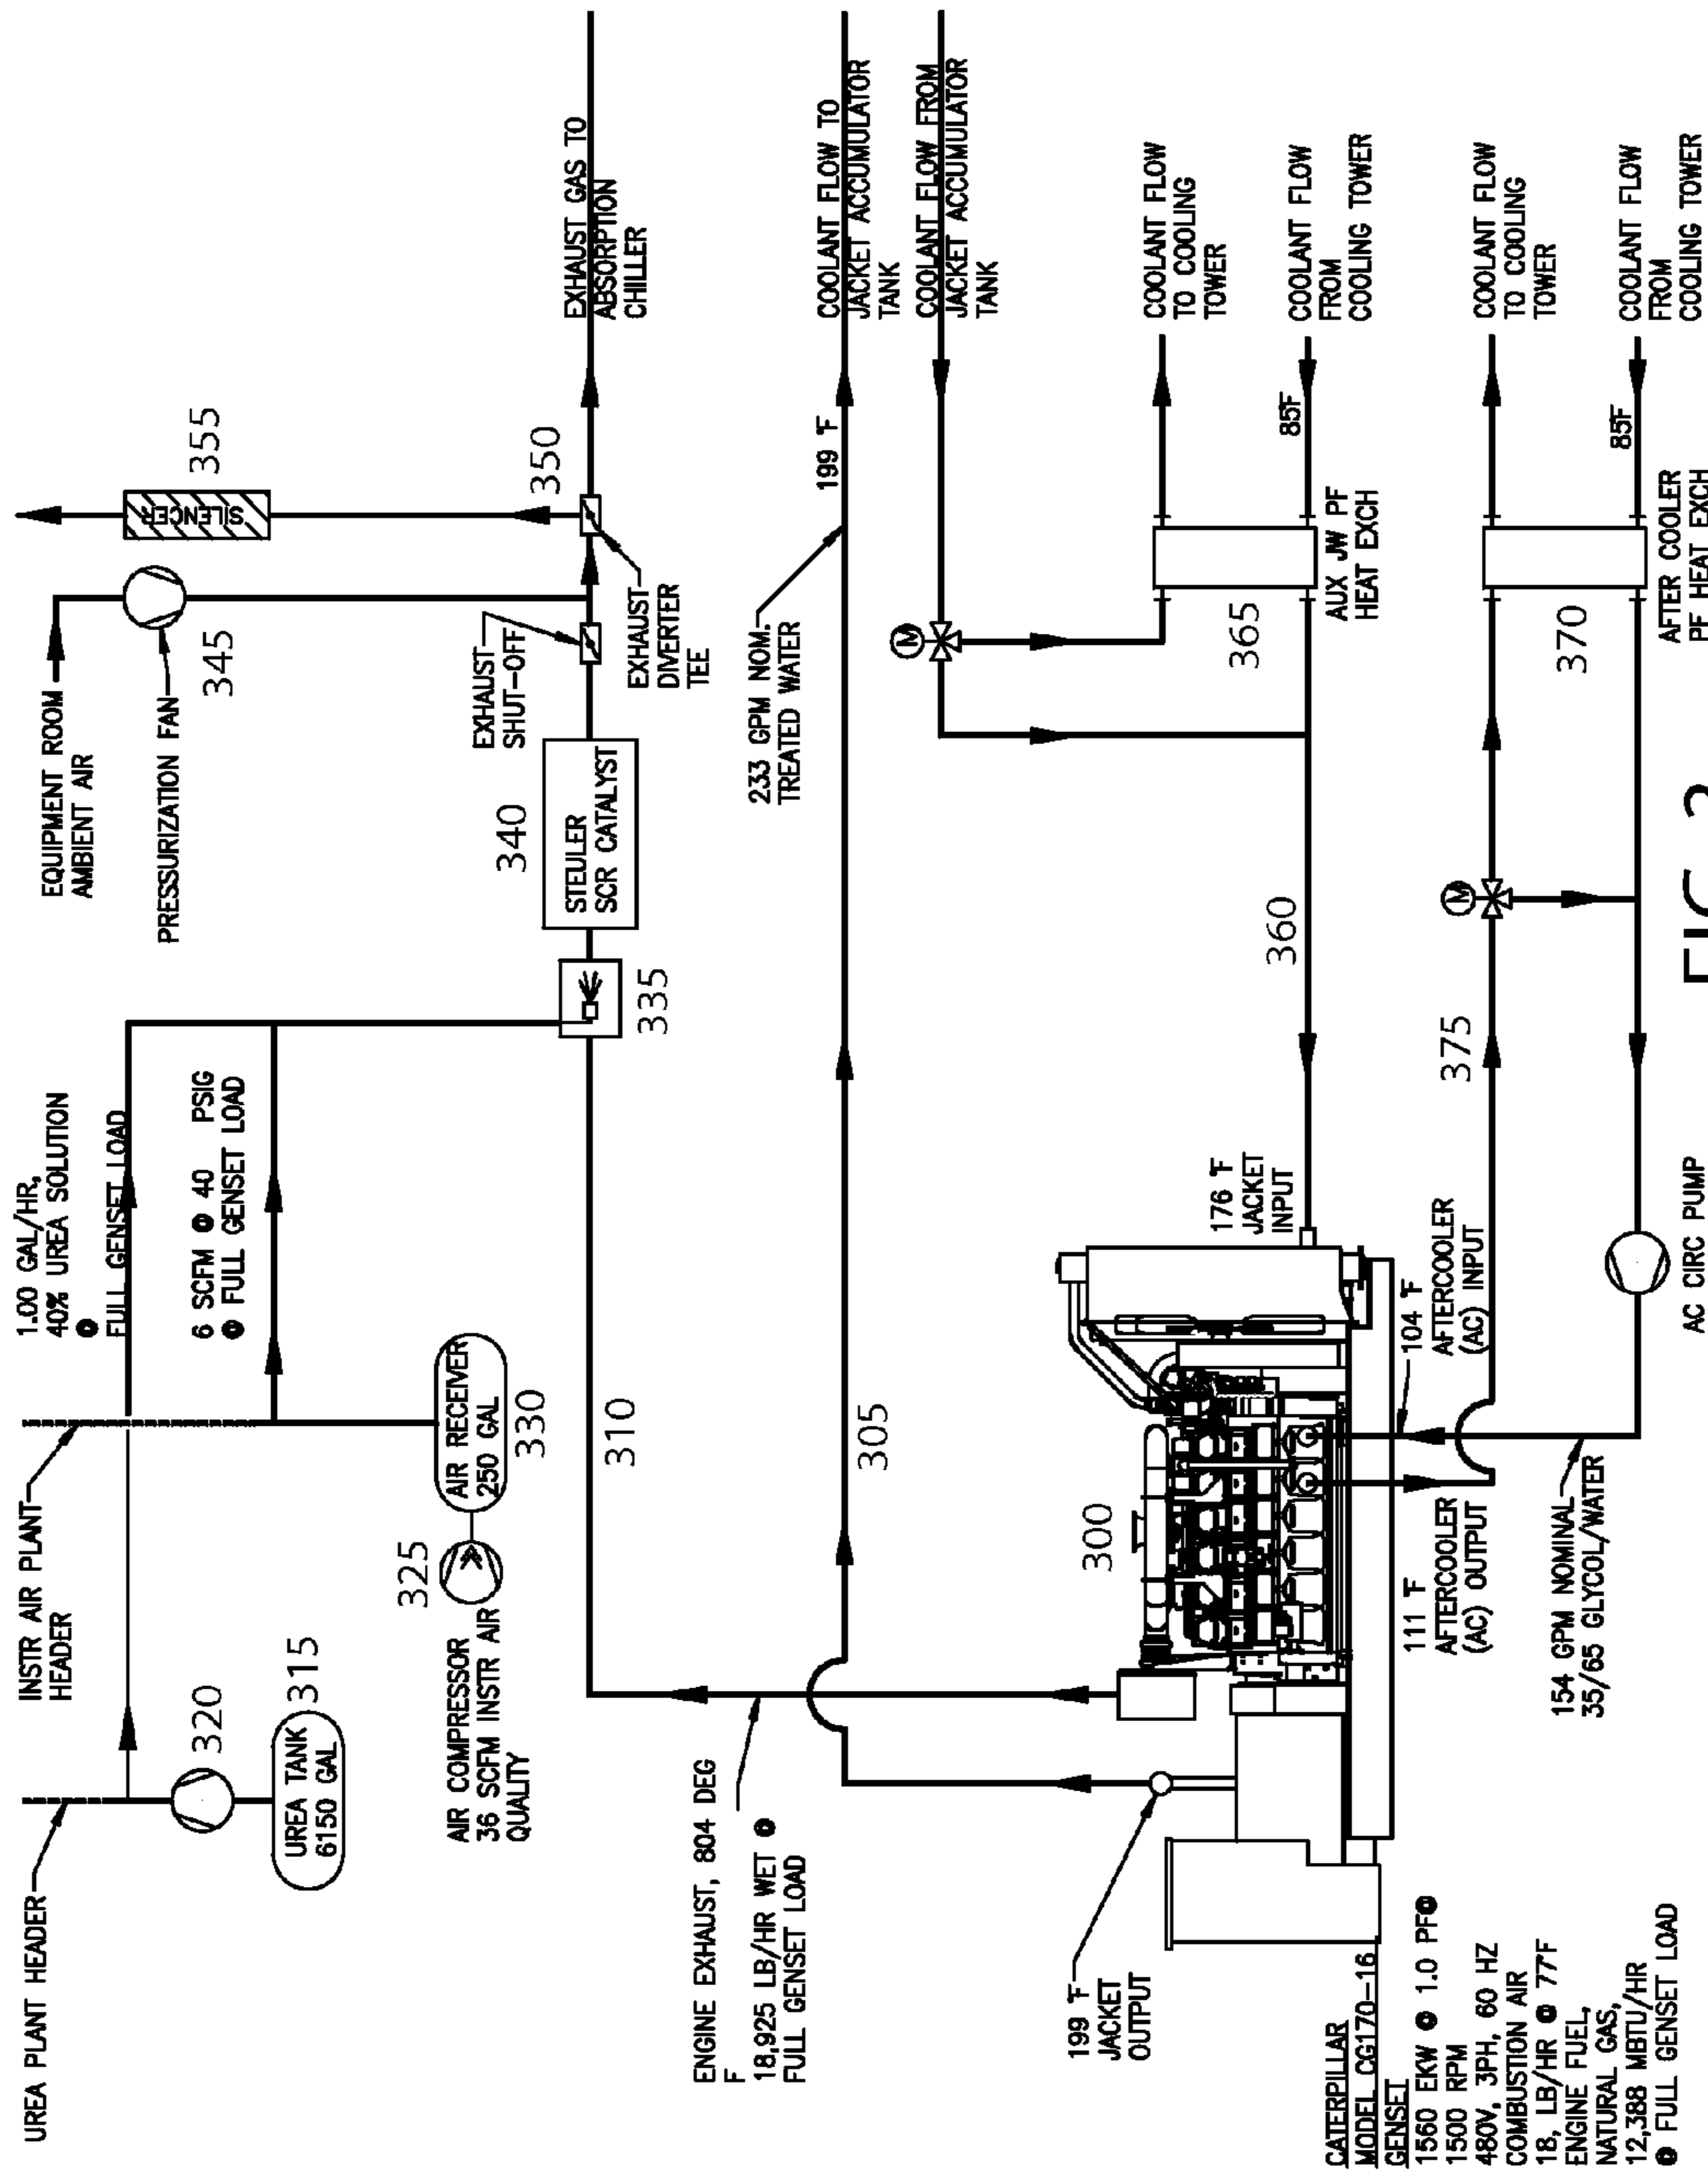 UREA PLANT HEADER
INSTR AIR PLANT
HEADER
1.00 GAL/HR,
40% UREA SOLUTION
@
FULL GENSET LOAD
6 SCFM @ 40 PSIG
@ FULL GENSET LOAD
EQUIPMENT ROOM
AMBIENT AIR
PRESSURIZATION FAN
345
SILENCER
355
320
UREA TANK
6150 GAL
315
325
AIR COMPRESSOR
36 SCFM INSTR AIR
QUALITY
AIR RECEIVER
250 GAL
330
310
335
340
STEULER
SCR CATALYST
EXHAUST
SHUT-OFF
350
EXHAUST
DIVERTER
TEE
EXHAUST GAS TO
ABSORPTION
CHILLER
ENGINE EXHAUST, 804 DEG
F
18,925 LB/HR WET @
FULL GENSET LOAD
305
233 GPM NOM.
TREATED WATER
199 °F
COOLANT FLOW TO
JACKET ACCUMULATOR
TANK
COOLANT FLOW FROM
JACKET ACCUMULATOR
TANK
M
199 °F
JACKET
OUTPUT
300
176 °F
JACKET
INPUT
360
365
AUX JW PF
HEAT EXCH
85°F
COOLANT FLOW
TO COOLING
TOWER
COOLANT FLOW
FROM
COOLING TOWER
CATERPILLAR
MODEL CG170-16
GENSET
1560 EKW @ 1.0 PF@
1500 RPM
480V, 3PH, 60 HZ
COMBUSTION AIR
18, LB/HR @ 77°F
ENGINE FUEL,
NATURAL GAS,
12,388 MBTU/HR
@ FULL GENSET LOAD
111 °F
AFTERCOOLER
(AC) OUTPUT
104 °F
AFTERCOOLER
(AC) INPUT
154 GPM NOMINAL
35/65 GLYCOL/WATER
375
M
370
AFTER COOLER
PF HEAT EXCH
85°F
COOLANT FLOW
TO COOLING
TOWER
COOLANT FLOW
FROM
COOLING TOWER
AC CIRC PUMP